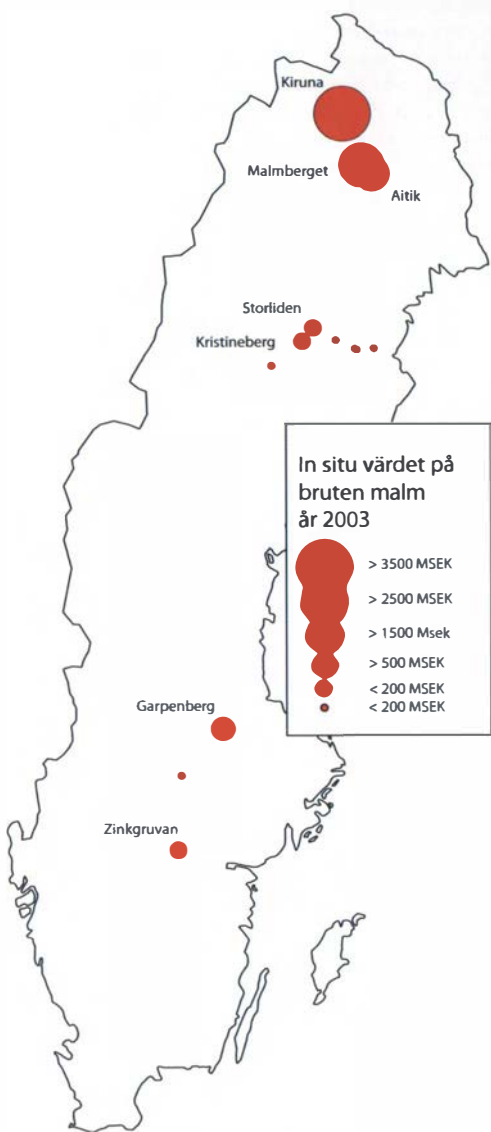 Kiruna
Malmberget
Aitik
Storliden
Kristineberg
In situ värdet på
bruten malm
år 2003
> 3500 MSEK
> 2500 MSEK
> 1500 Msek
> 500 MSEK
< 200 MSEK
< 200 MSEK
Garpenberg
Zinkgruvan